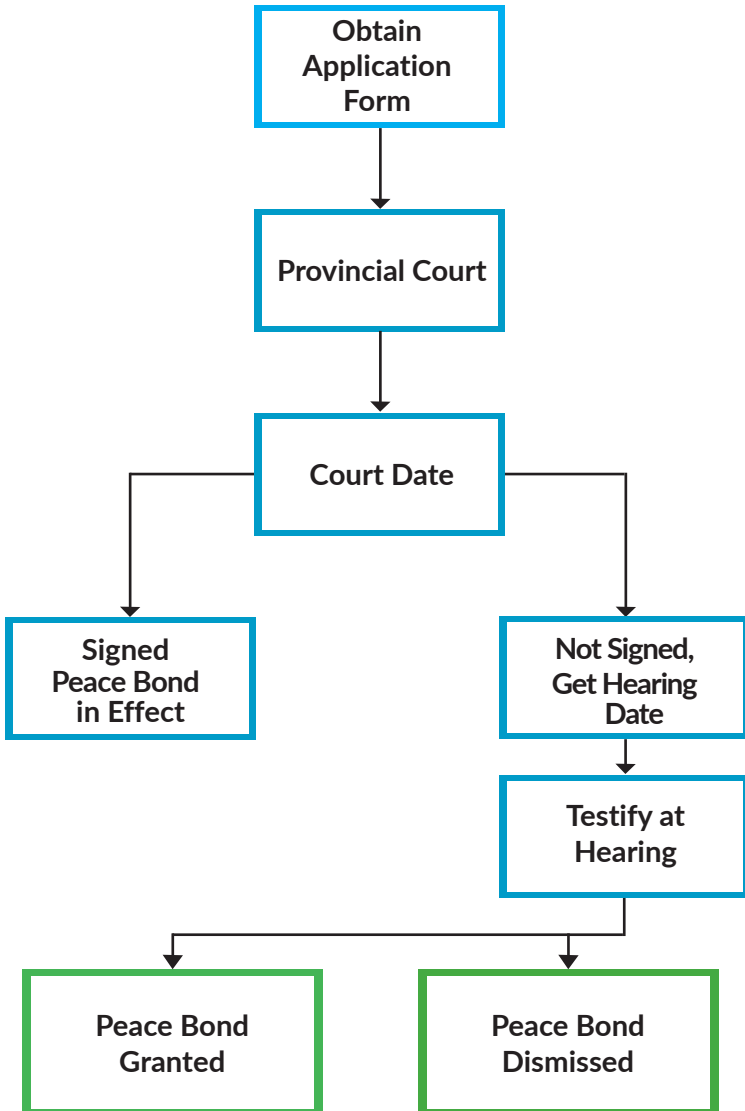 Obtain
Application
Form
Provincial Court
Court Date
Signed
Peace Bond
in Effect
Not Signed,
Get Hearing
Date
Testify at
Hearing
Peace Bond
Granted
Peace Bond
Dismissed